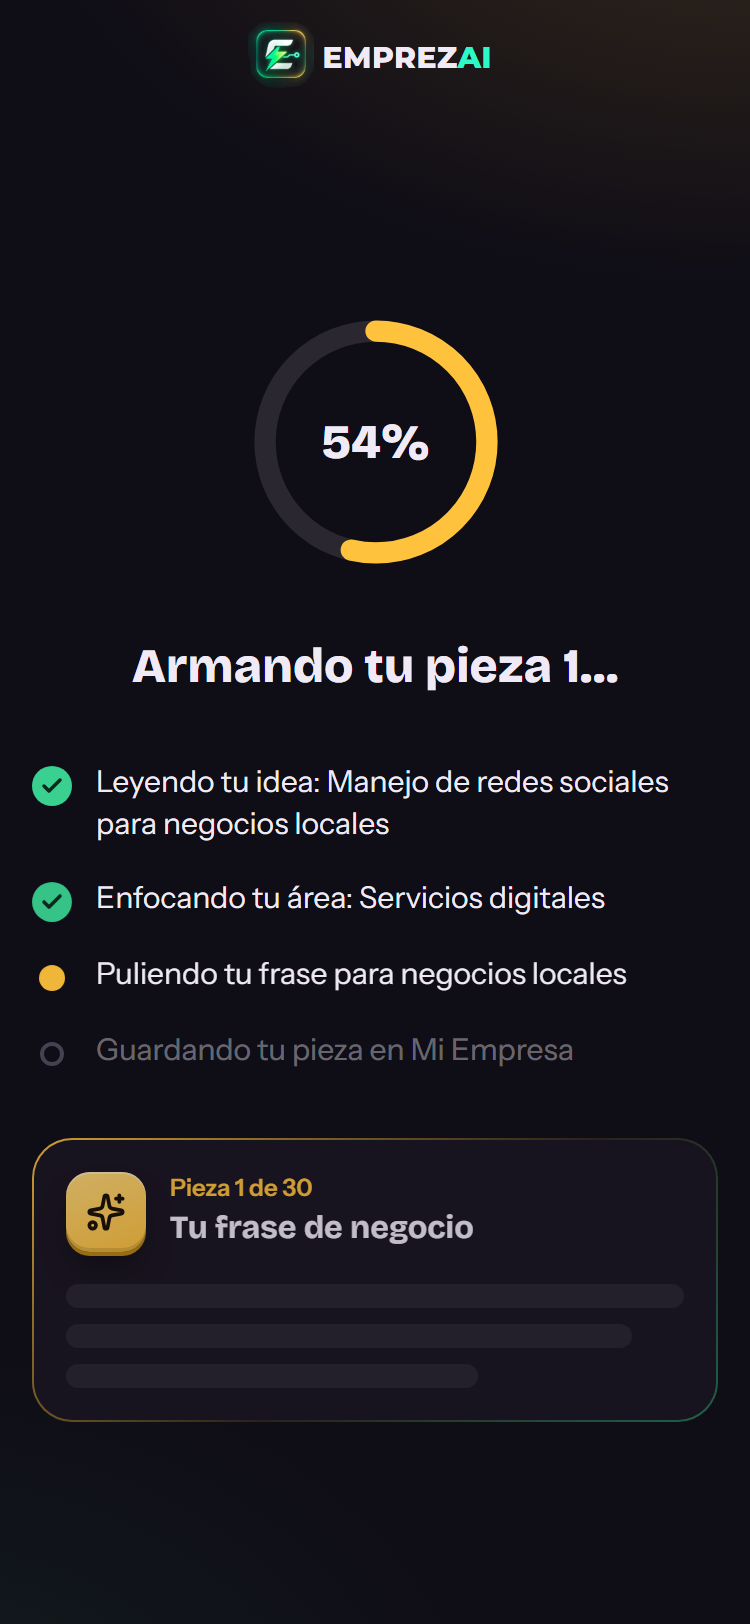 EMPREZAI
54%
Armando tu pieza 1...
Leyendo tu idea: Manejo de redes sociales
para negocios locales
Enfocando tu área: Servicios digitales
Puliendo tu frase para negocios locales
Guardando tu pieza en Mi Empresa
Pieza 1 de 30
Tu frase de negocio